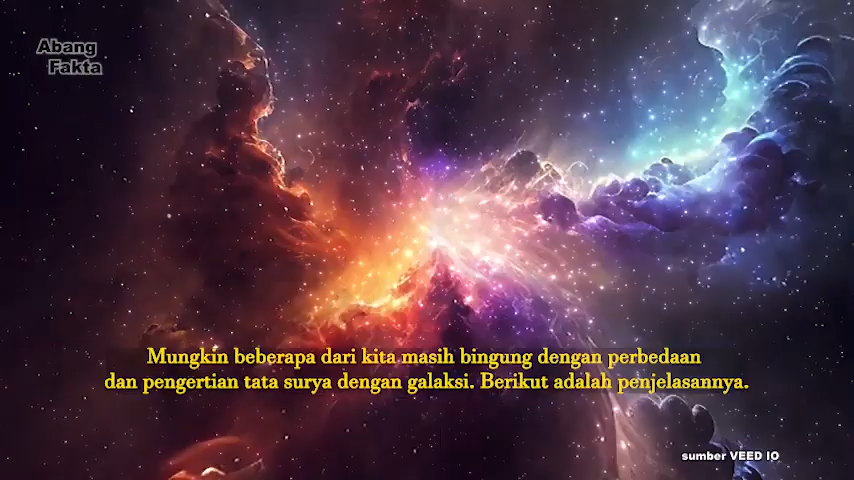 Abang
Fakta
Mungkin beberapa dari kita masih bingung dengan perbedaan
dan pengertian tata surya dengan galaksi. Berikut adalah penjelasannya.
sumber VEED IO